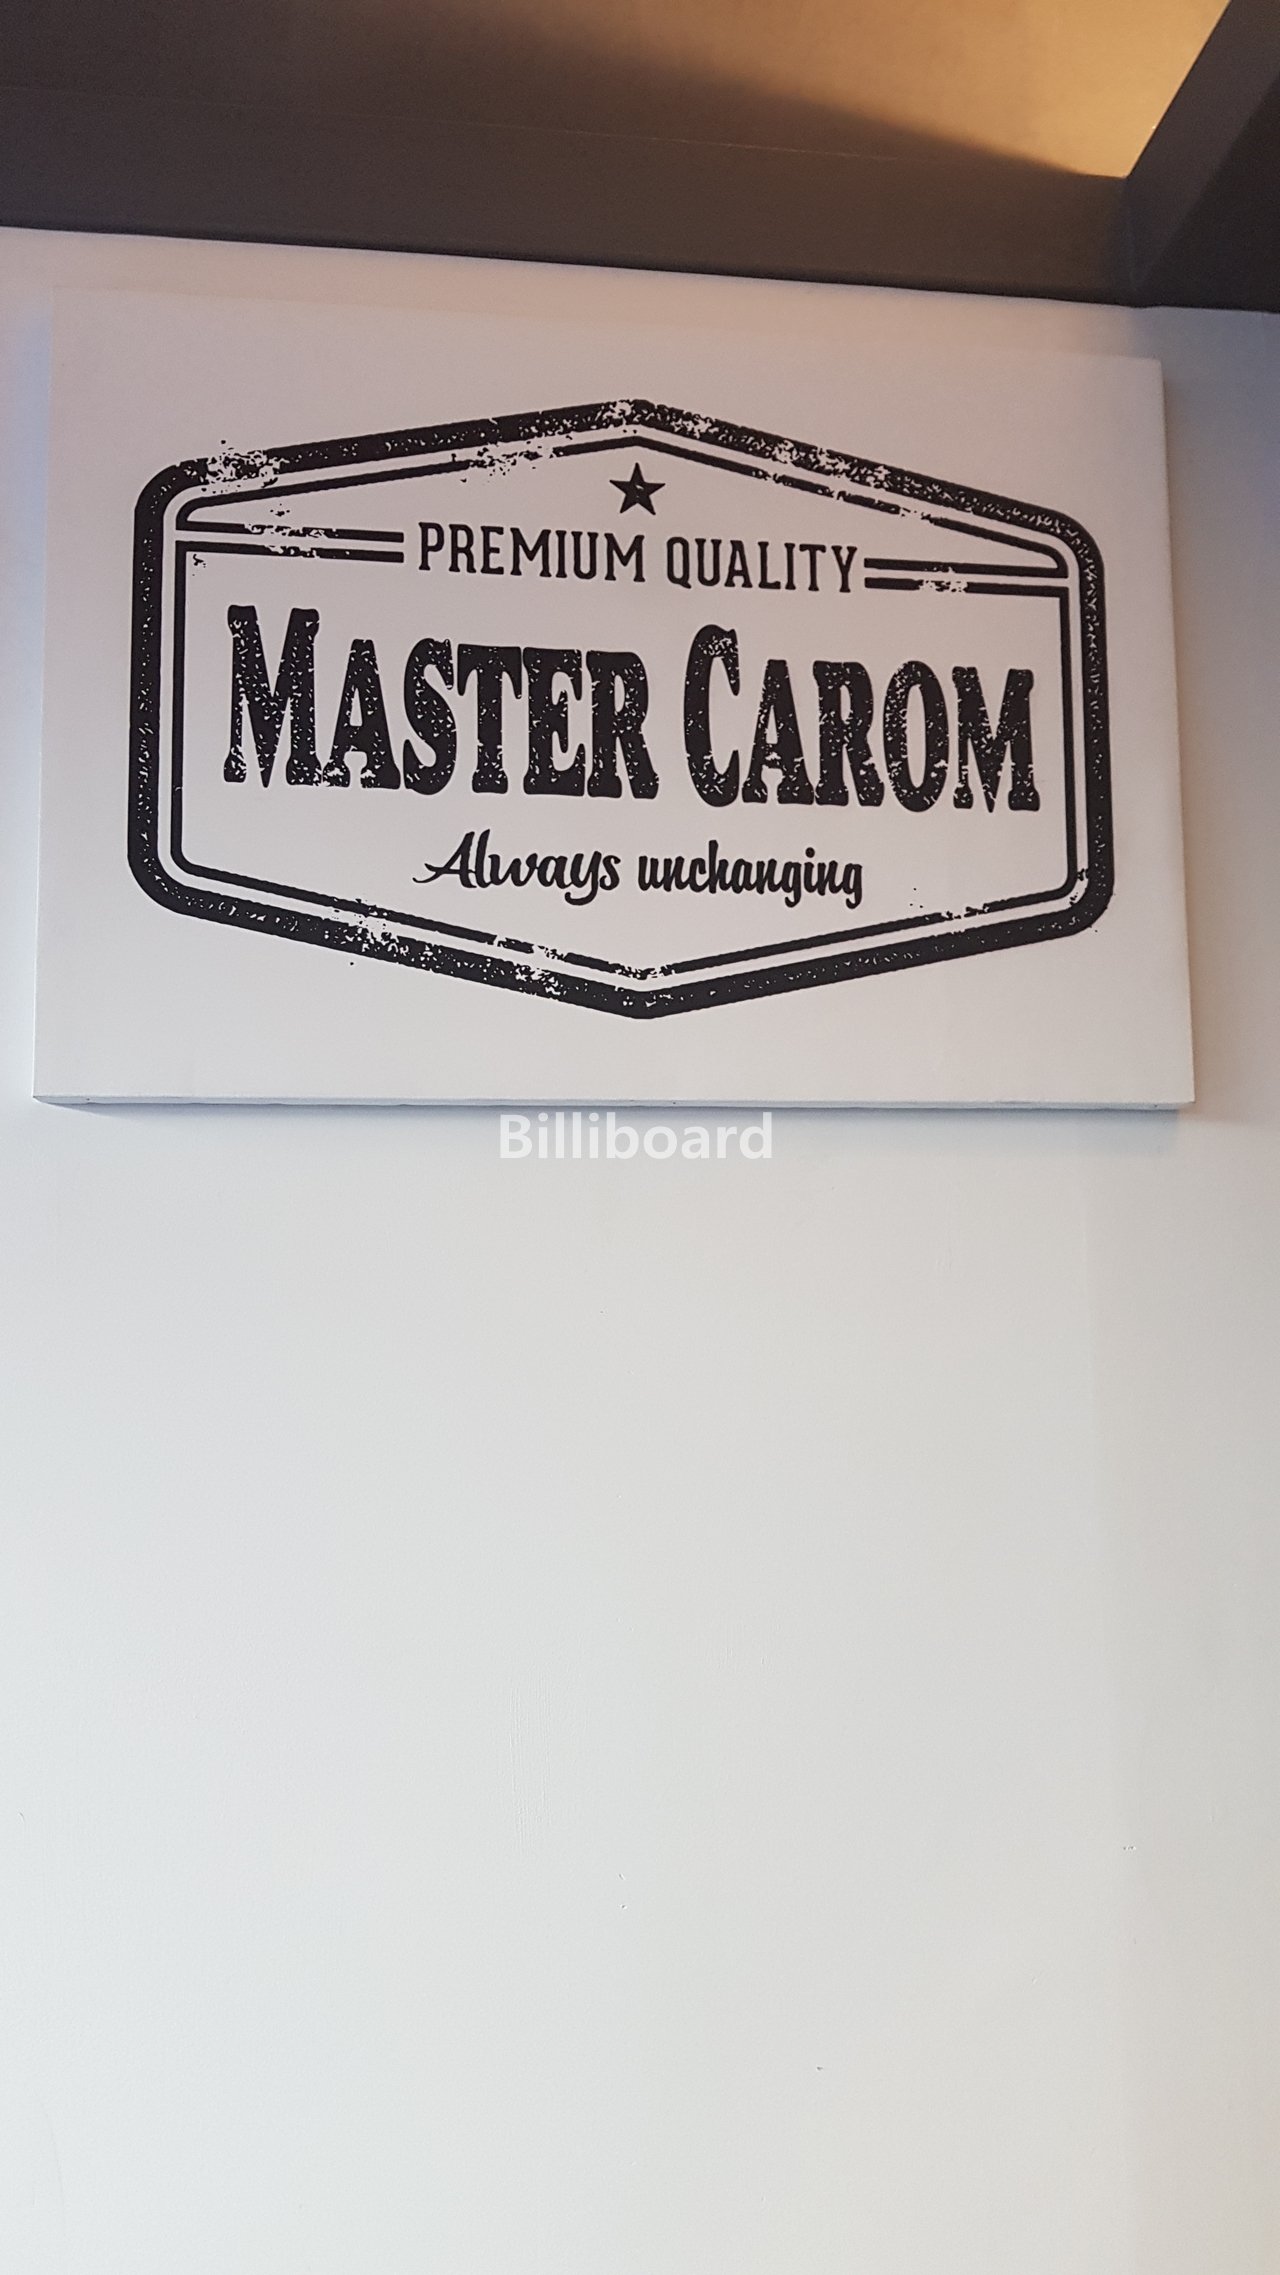 PREMIUM QUALITY
MASTER CAROM
Always unchanging
Billiboard